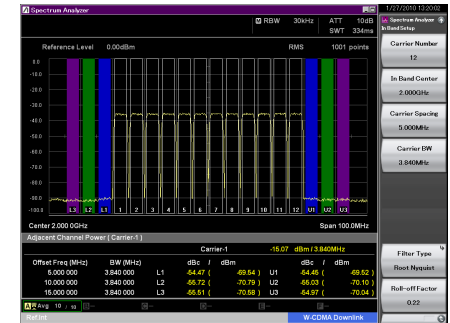 Spectrum Analyzer
1/27/2010 13:20:02
RBW 30kHz ATT 10dB
SWT 334ms
Reference Level 0.00dBm RMS 1001 points
0.0
-10.0
-20.0
-30.0
-40.0
-50.0
-60.0
-70.0
-80.0
-90.0
-100.0
L3 L2 L1 1 2 3 4 5 6 7 8 9 10 11 12 U1 U2 U3
Center 2.000 0GHz Span 100.0MHz
Adjacent Channel Power ( Carrier-1 )
Carrier-1 -15.07 dBm / 3.840MHz
Offset Freq (MHz) BW (MHz) dBc / dBm dBc / dBm
5.000 000 3.840 000 L1 -54.47 ( -69.54 ) U1 -54.45 ( -69.52 )
10.000 000 3.840 000 L2 -55.72 ( -70.79 ) U2 -55.03 ( -70.10 )
15.000 000 3.840 000 L3 -55.51 ( -70.58 ) U3 -54.97 ( -70.04 )
Avg 10 / 10
Ref.Int W-CDMA Downlink
Spectrum Analyzer
In Band Setup
Carrier Number
12
In Band Center
2.000GHz
Carrier Spacing
5.000MHz
Carrier BW
3.840MHz
Filter Type
Root Nyquist
Roll-off Factor
0.22